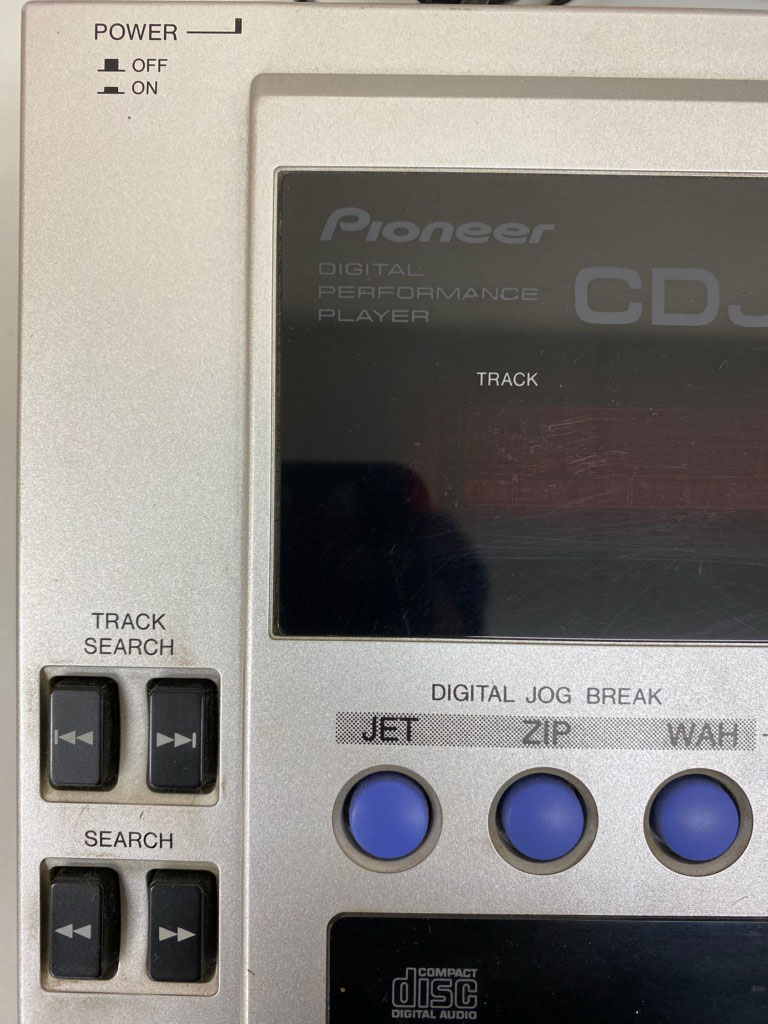 POWER
OFF
ON
Pioneer
DIGITAL
PERFORMANCE
PLAYER
CDJ
TRACK
TRACK
SEARCH
DIGITAL JOG BREAK
JET ZIP WAH
SEARCH
COMPACT
disc
DIGITAL AUDIO